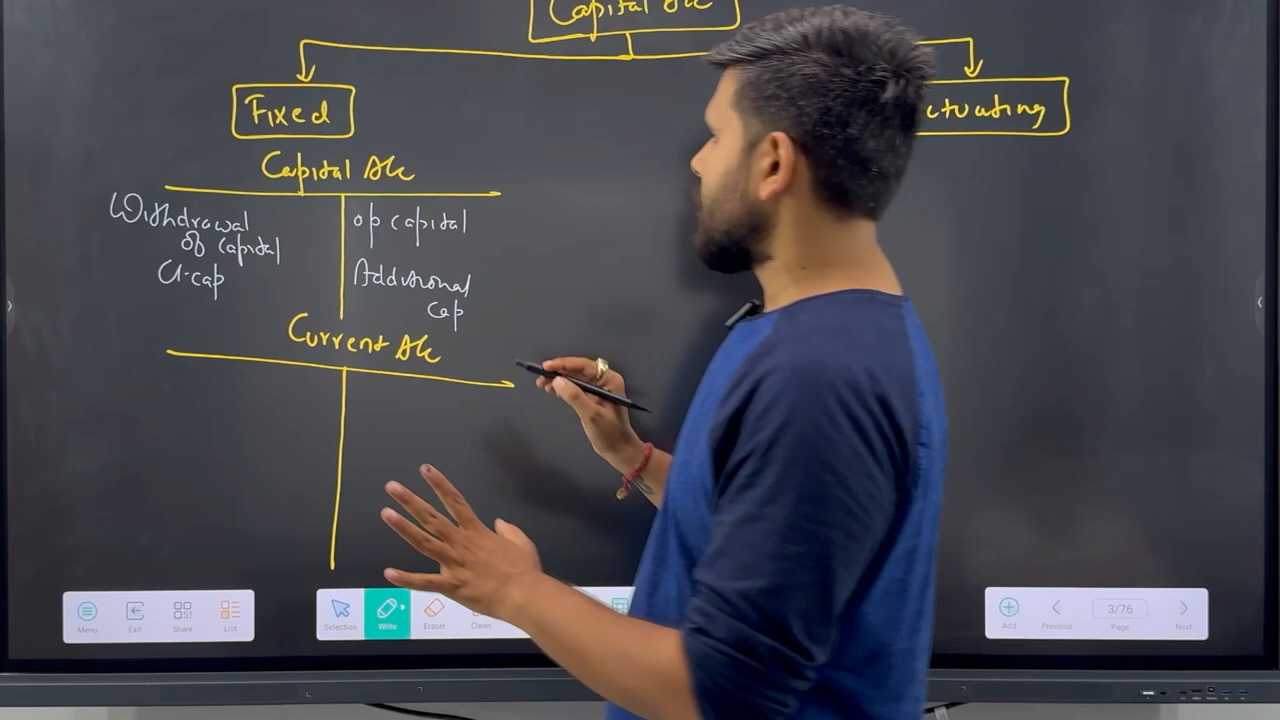 Capital A/c
Fixed
ctuating
Capital A/c
Withdrawal
of capital
Cl-cap
op capital
Additional
Cap
Current A/c
Menu
Exit
Share
List
Selection
Write
Eraser
Clean
Add
Previous
3/76
Page
Next